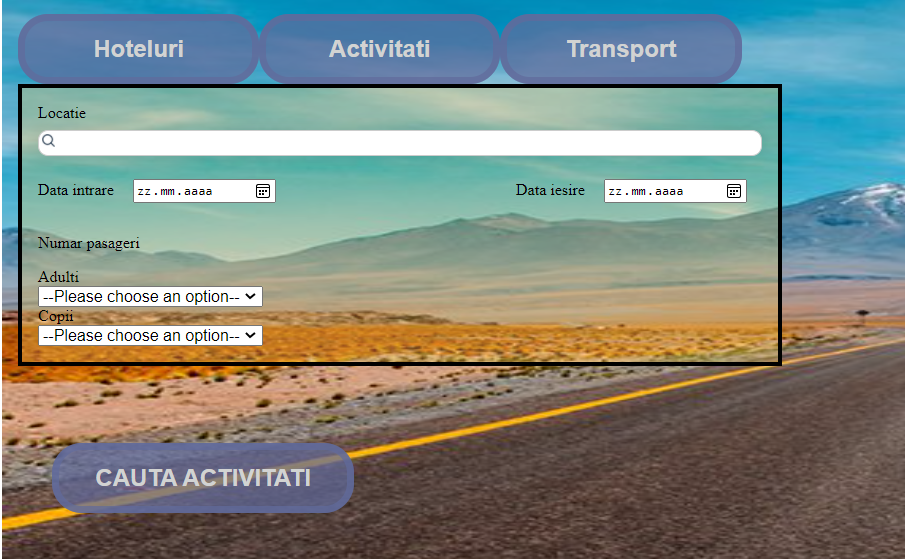 Hoteluri Activitati Transport
Locatie
Data intrare zz.mm.aaaa Data iesire zz.mm.aaaa
Numar pasageri
Adulti
--Please choose an option--
Copii
--Please choose an option--
CAUTA ACTIVITATI